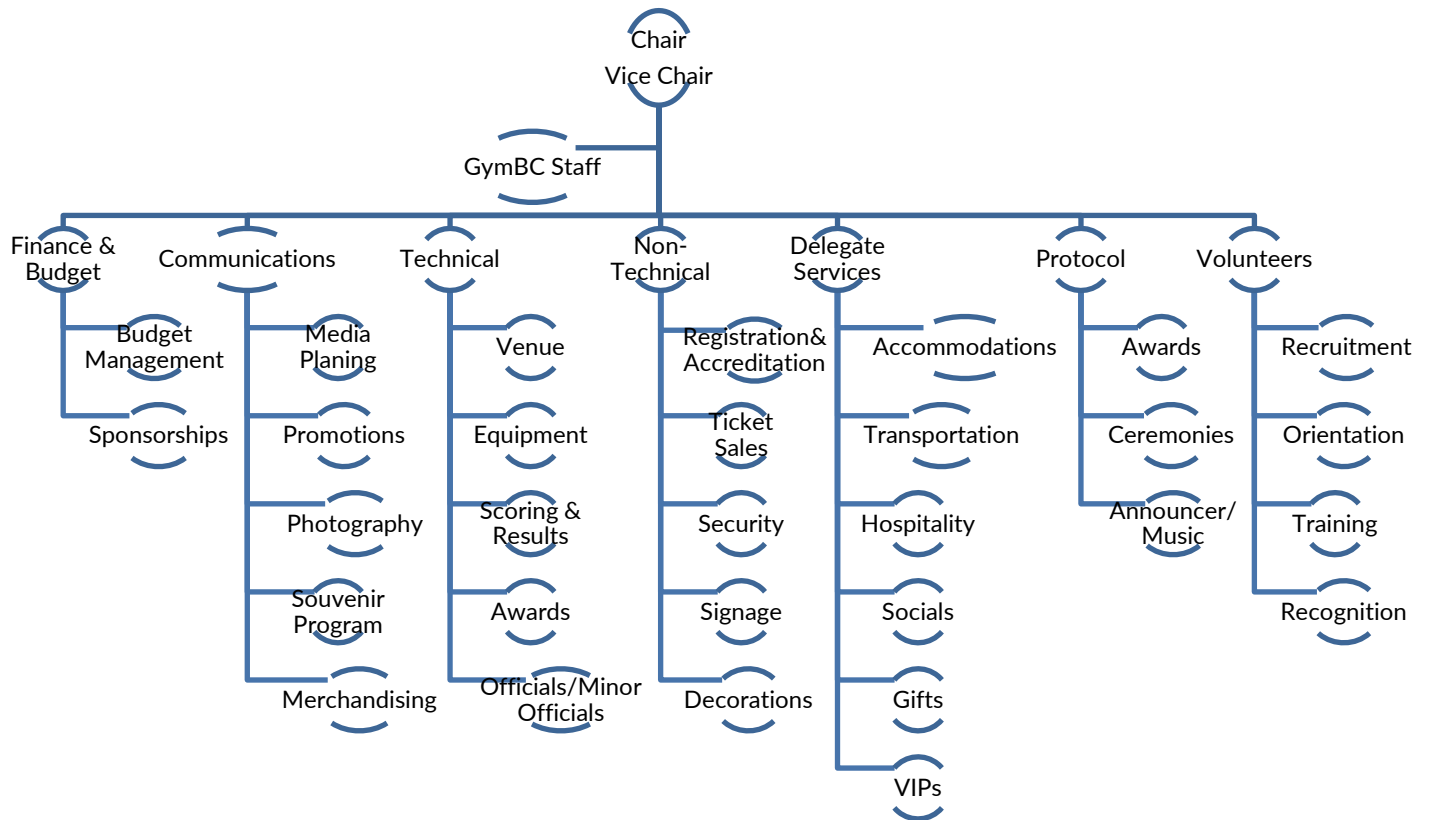 Chair
Vice Chair
GymBC Staff
Finance &
Budget
Budget
Management
Sponsorships
Communications
Media
Planing
Promotions
Photography
Souvenir
Program
Merchandising
Technical
Venue
Equipment
Scoring &
Results
Awards
Officials/Minor
Officials
Non-
Technical
Registration&
Accreditation
Ticket
Sales
Security
Signage
Decorations
Delegate
Services
Accommodations
Transportation
Hospitality
Socials
Gifts
VIPs
Protocol
Awards
Ceremonies
Announcer/
Music
Volunteers
Recruitment
Orientation
Training
Recognition